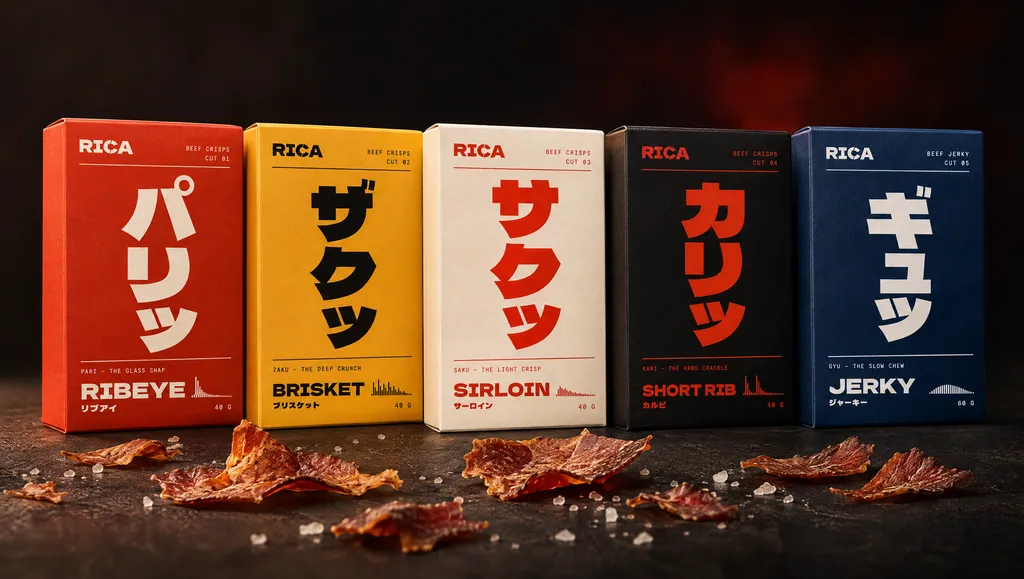 RICA
BEEF CRISPS
CUT 01
パリッ
PARI – THE GLASS SNAP
RIBEYE
リブアイ
RICA
BEEF CRISPS
CUT 02
ザクッ
ZAKU – THE DEEP CRUNCH
BRISKET
ブリスケット
40 G
RICA
BEEF CRISPS
CUT 03
サクッ
SAKU – THE LIGHT CRISP
SIRLOIN
サーロイン
40 G
RICA
BEEF CRISPS
CUT 04
カリッ
KARI – THE HARD CRACKLE
SHORT RIB
カルビ
40 G
RICA
BEEF JERKY
CUT 05
ギュッ
GYU – THE SLOW CHEW
JERKY
ジャーキー
60 G